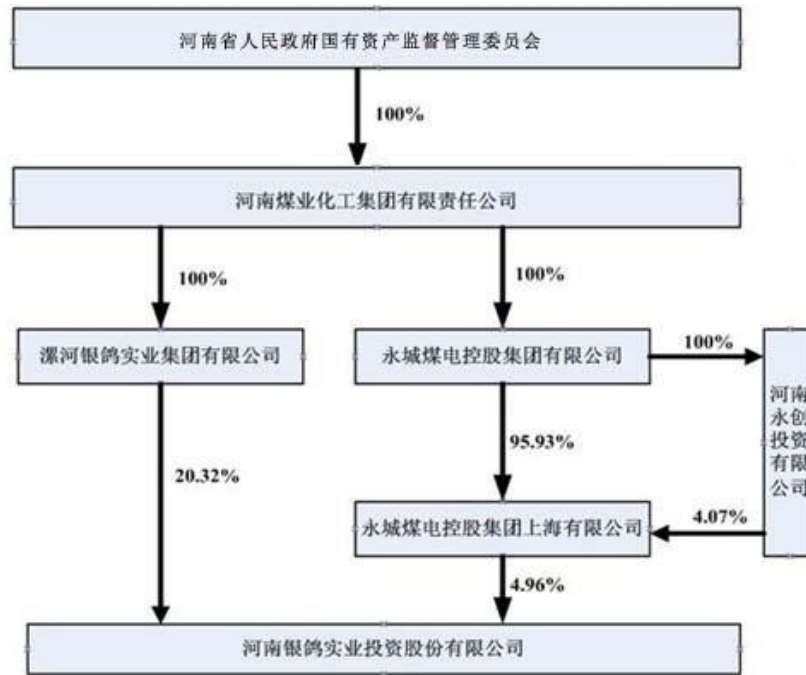 河南省人民政府国有资产监督管理委员会
100%
河南煤业化工集团有限责任公司
100%
100%
漯河银鸽实业集团有限公司
永城煤电控股集团有限公司
100%
河南
永创
投资
有限
公司
95.93%
20.32%
永城煤电控股集团上海有限公司
4.07%
4.96%
河南银鸽实业投资股份有限公司